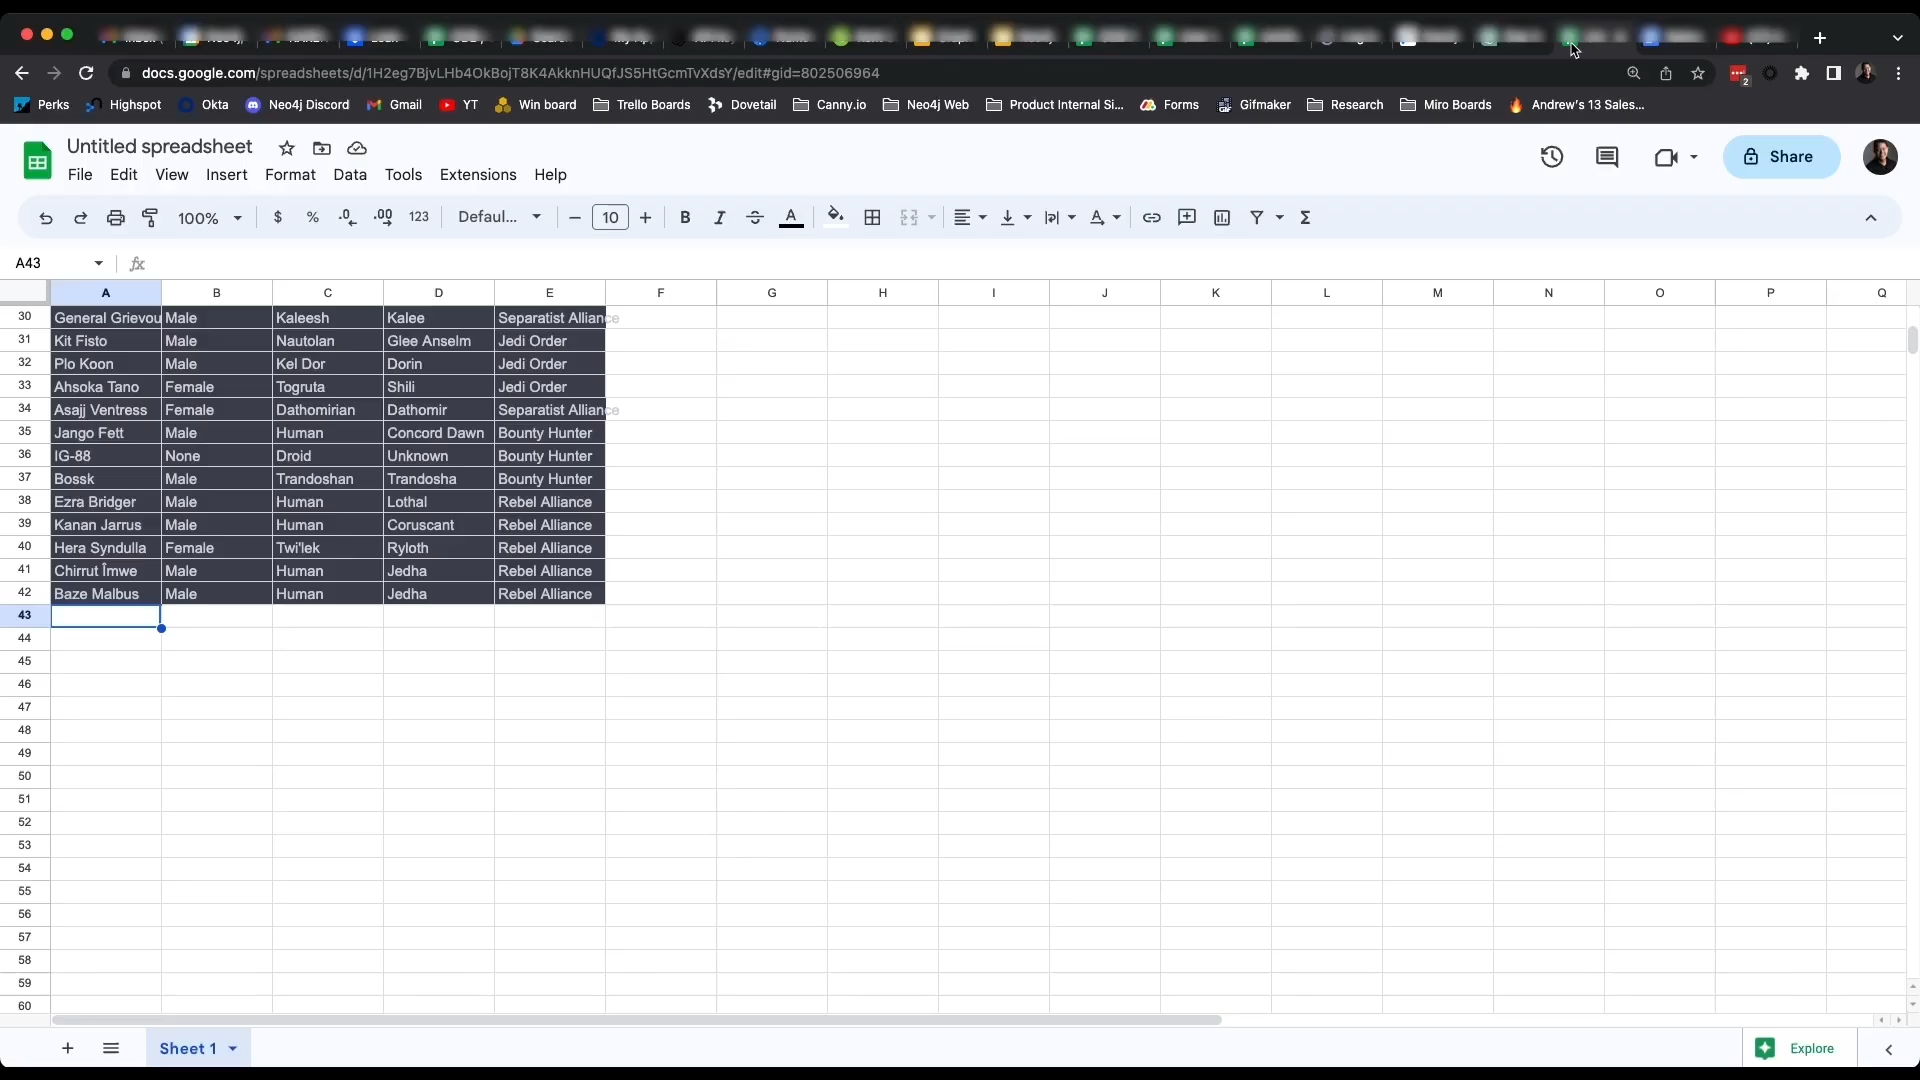 docs.google.com/spreadsheets/d/1H2eg7BjvLHb4OkBojT8K4AkknHUQfJS5HtGcmTvXdsY/edit#gid=802506964
2
Perks Highspot Okta Neo4j Discord Gmail YT Win board Trello Boards Dovetail Canny.io Neo4j Web Product Internal Si... Forms Gifmaker Research Miro Boards Andrew's 13 Sales...
Untitled spreadsheet
Share
File Edit View Insert Format Data Tools Extensions Help
100% $ % .0 .00 123 Defaul... 10 B I S A Σ
A43 fx
A B C D E F G H I J K L M N O P Q
30 General Grievou Male Kaleesh Kalee Separatist Alliance
31 Kit Fisto Male Nautolan Glee Anselm Jedi Order
32 Plo Koon Male Kel Dor Dorin Jedi Order
33 Ahsoka Tano Female Togruta Shili Jedi Order
34 Asajj Ventress Female Dathomirian Dathomir Separatist Alliance
35 Jango Fett Male Human Concord Dawn Bounty Hunter
36 IG-88 None Droid Unknown Bounty Hunter
37 Bossk Male Trandoshan Trandosha Bounty Hunter
38 Ezra Bridger Male Human Lothal Rebel Alliance
39 Kanan Jarrus Male Human Coruscant Rebel Alliance
40 Hera Syndulla Female Twi'lek Ryloth Rebel Alliance
41 Chirrut Îmwe Male Human Jedha Rebel Alliance
42 Baze Malbus Male Human Jedha Rebel Alliance
43
44
45
46
47
48
49
50
51
52
53
54
55
56
57
58
59
60
Sheet 1
Explore